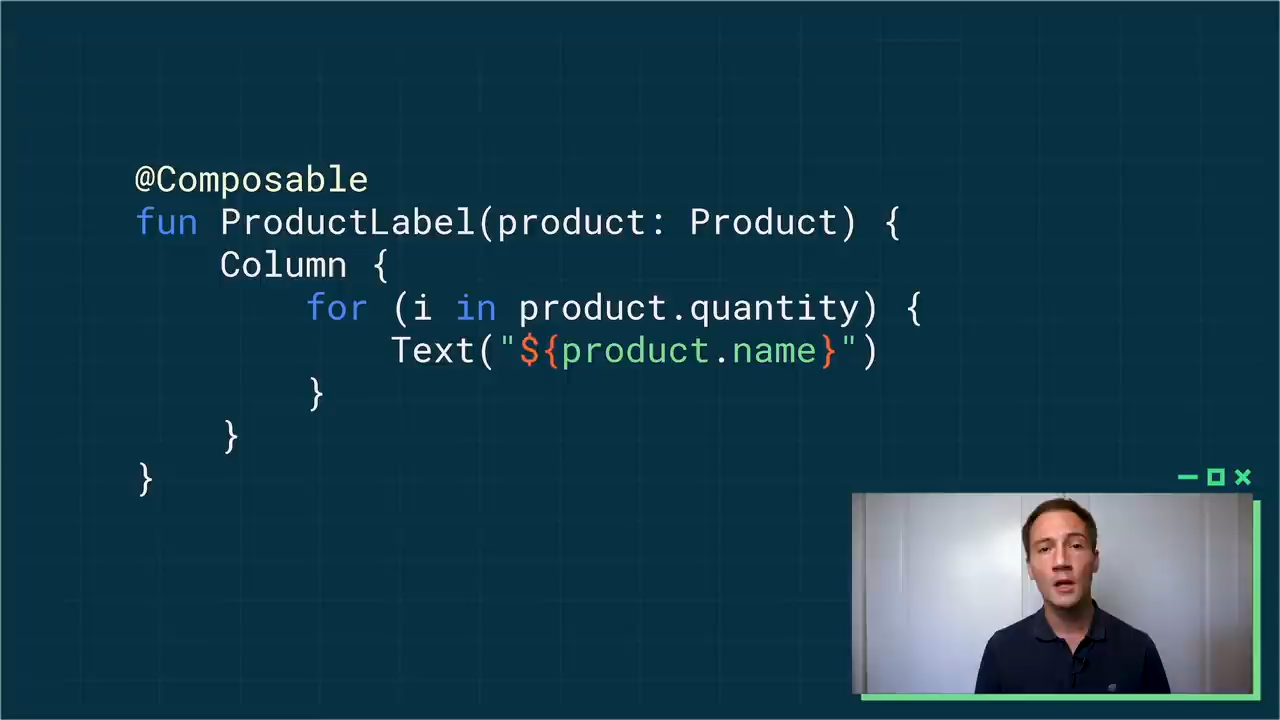 @Composable
fun ProductLabel(product: Product) {
Column {
for (i in product.quantity) {
Text("${product.name}")
}
}
}